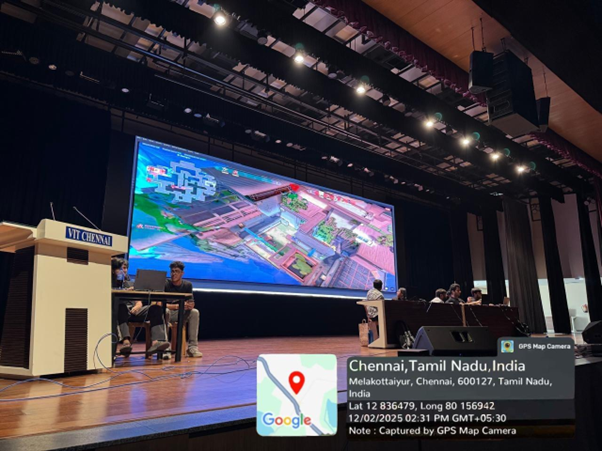 VIT CHENNAI
GPS Map Camera
Chennai,Tamil Nadu,India
Melakottaiyur, Chennai, 600127, Tamil Nadu,
India
Lat 12 836479, Long 80 156942
12/02/2025 02:31 PM GMT+05:30
Note : Captured by GPS Map Camera
Google